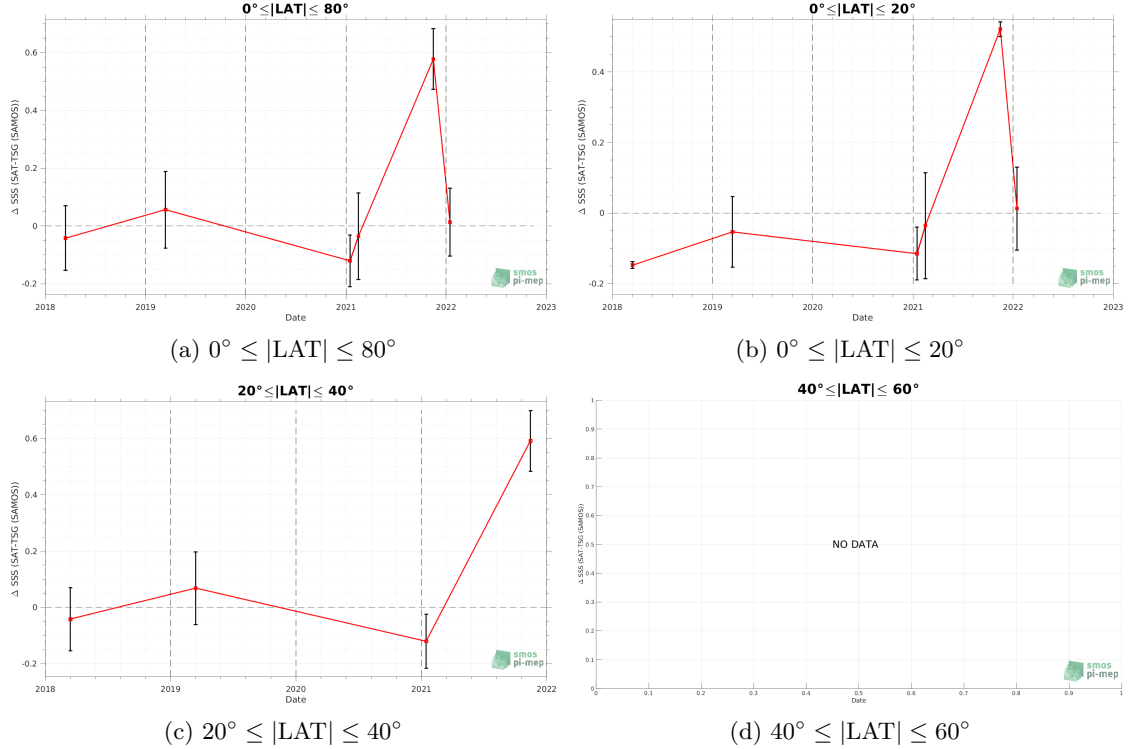 0°≤|LAT|≤ 80°
Δ SSS (SAT-TSG (SAMOS))
0.6
0.4
0.2
0
-0.2
2018 2019 2020 2021 2022 2023
Date
smos
pi-mep
(a) 0° ≤ |LAT| ≤ 80°
0°≤|LAT|≤ 20°
Δ SSS (SAT-TSG (SAMOS))
0.4
0.2
0
-0.2
2018 2019 2020 2021 2022 2023
Date
smos
pi-mep
(b) 0° ≤ |LAT| ≤ 20°
20°≤|LAT|≤ 40°
Δ SSS (SAT-TSG (SAMOS))
0.6
0.4
0.2
0
-0.2
2018 2019 2020 2021 2022
Date
smos
pi-mep
(c) 20° ≤ |LAT| ≤ 40°
40°≤|LAT|≤ 60°
Δ SSS (SAT-TSG (SAMOS))
1
0.9
0.8
0.7
0.6
0.5
0.4
0.3
0.2
0.1
0
NO DATA
0 0.1 0.2 0.3 0.4 0.5 0.6 0.7 0.8 0.9 1
Date
smos
pi-mep
(d) 40° ≤ |LAT| ≤ 60°